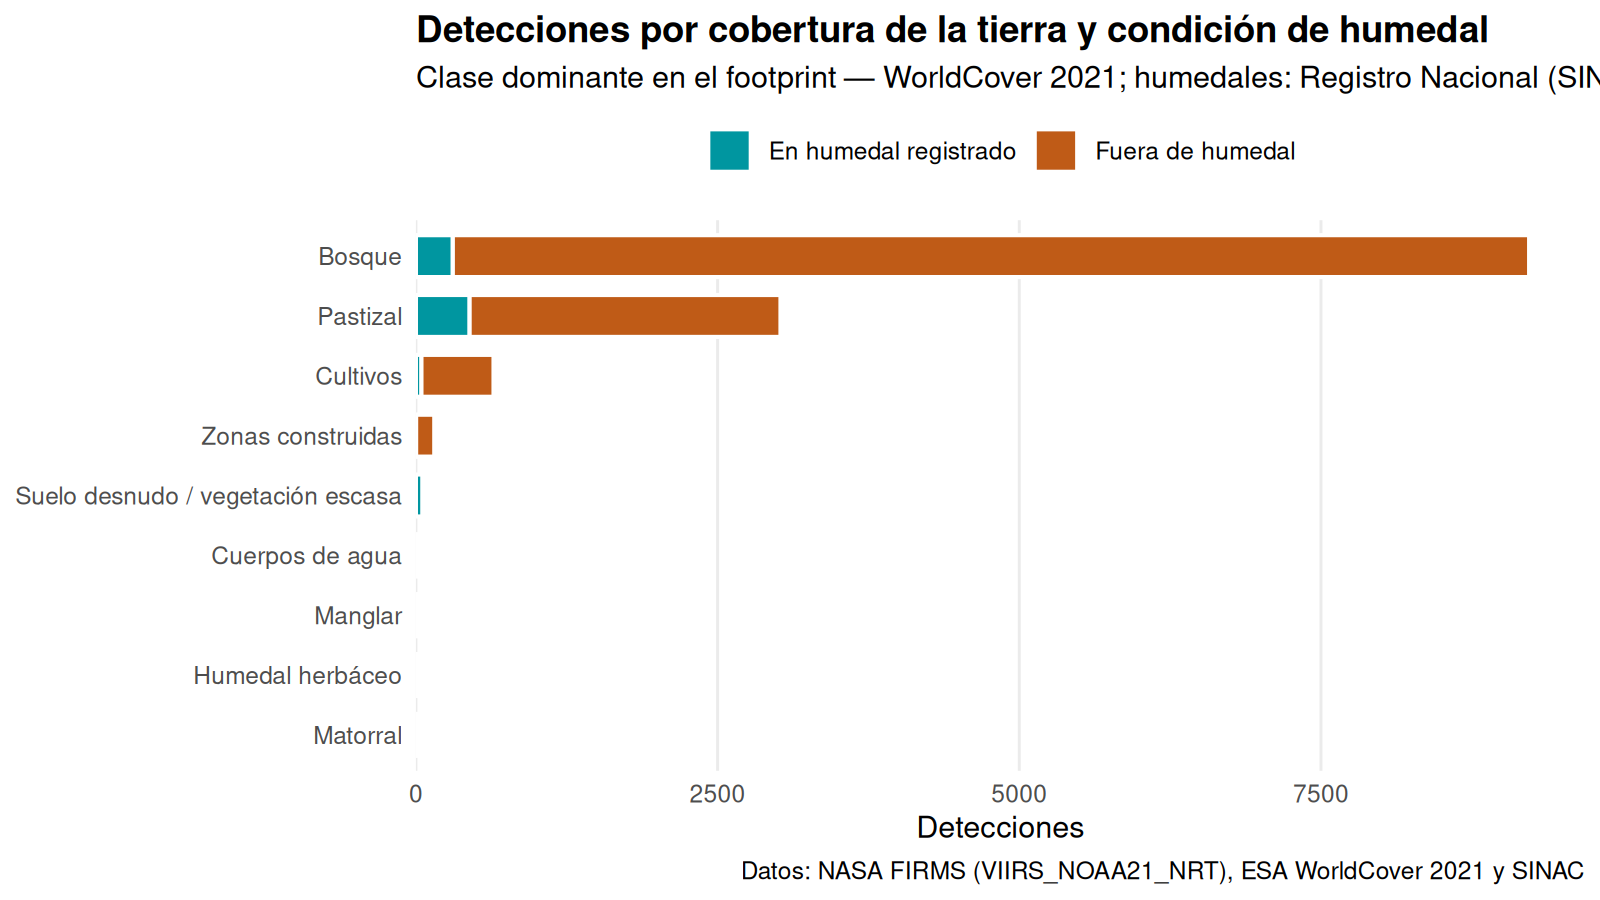 Detecciones por cobertura de la tierra y condición de humedal
Clase dominante en el footprint — WorldCover 2021; humedales: Registro Nacional (SIN
En humedal registrado
Fuera de humedal
Bosque
Pastizal
Cultivos
Zonas construidas
Suelo desnudo / vegetación escasa
Cuerpos de agua
Manglar
Humedal herbáceo
Matorral
0 2500 5000 7500
Detecciones
Datos: NASA FIRMS (VIIRS_NOAA21_NRT), ESA WorldCover 2021 y SINAC